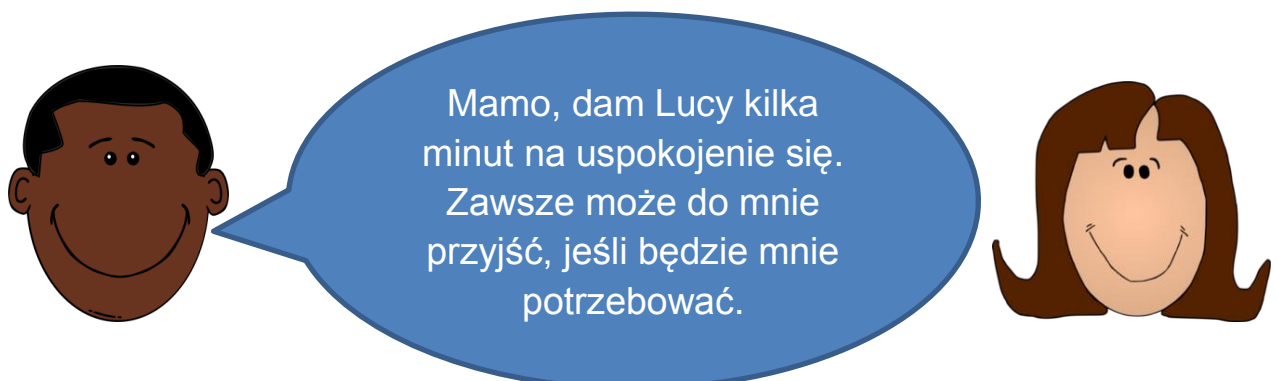 Mamo, dam Lucy kilka
minut na uspokojenie się.
Zawsze może do mnie
przyjść, jeśli będzie mnie
potrzebować.